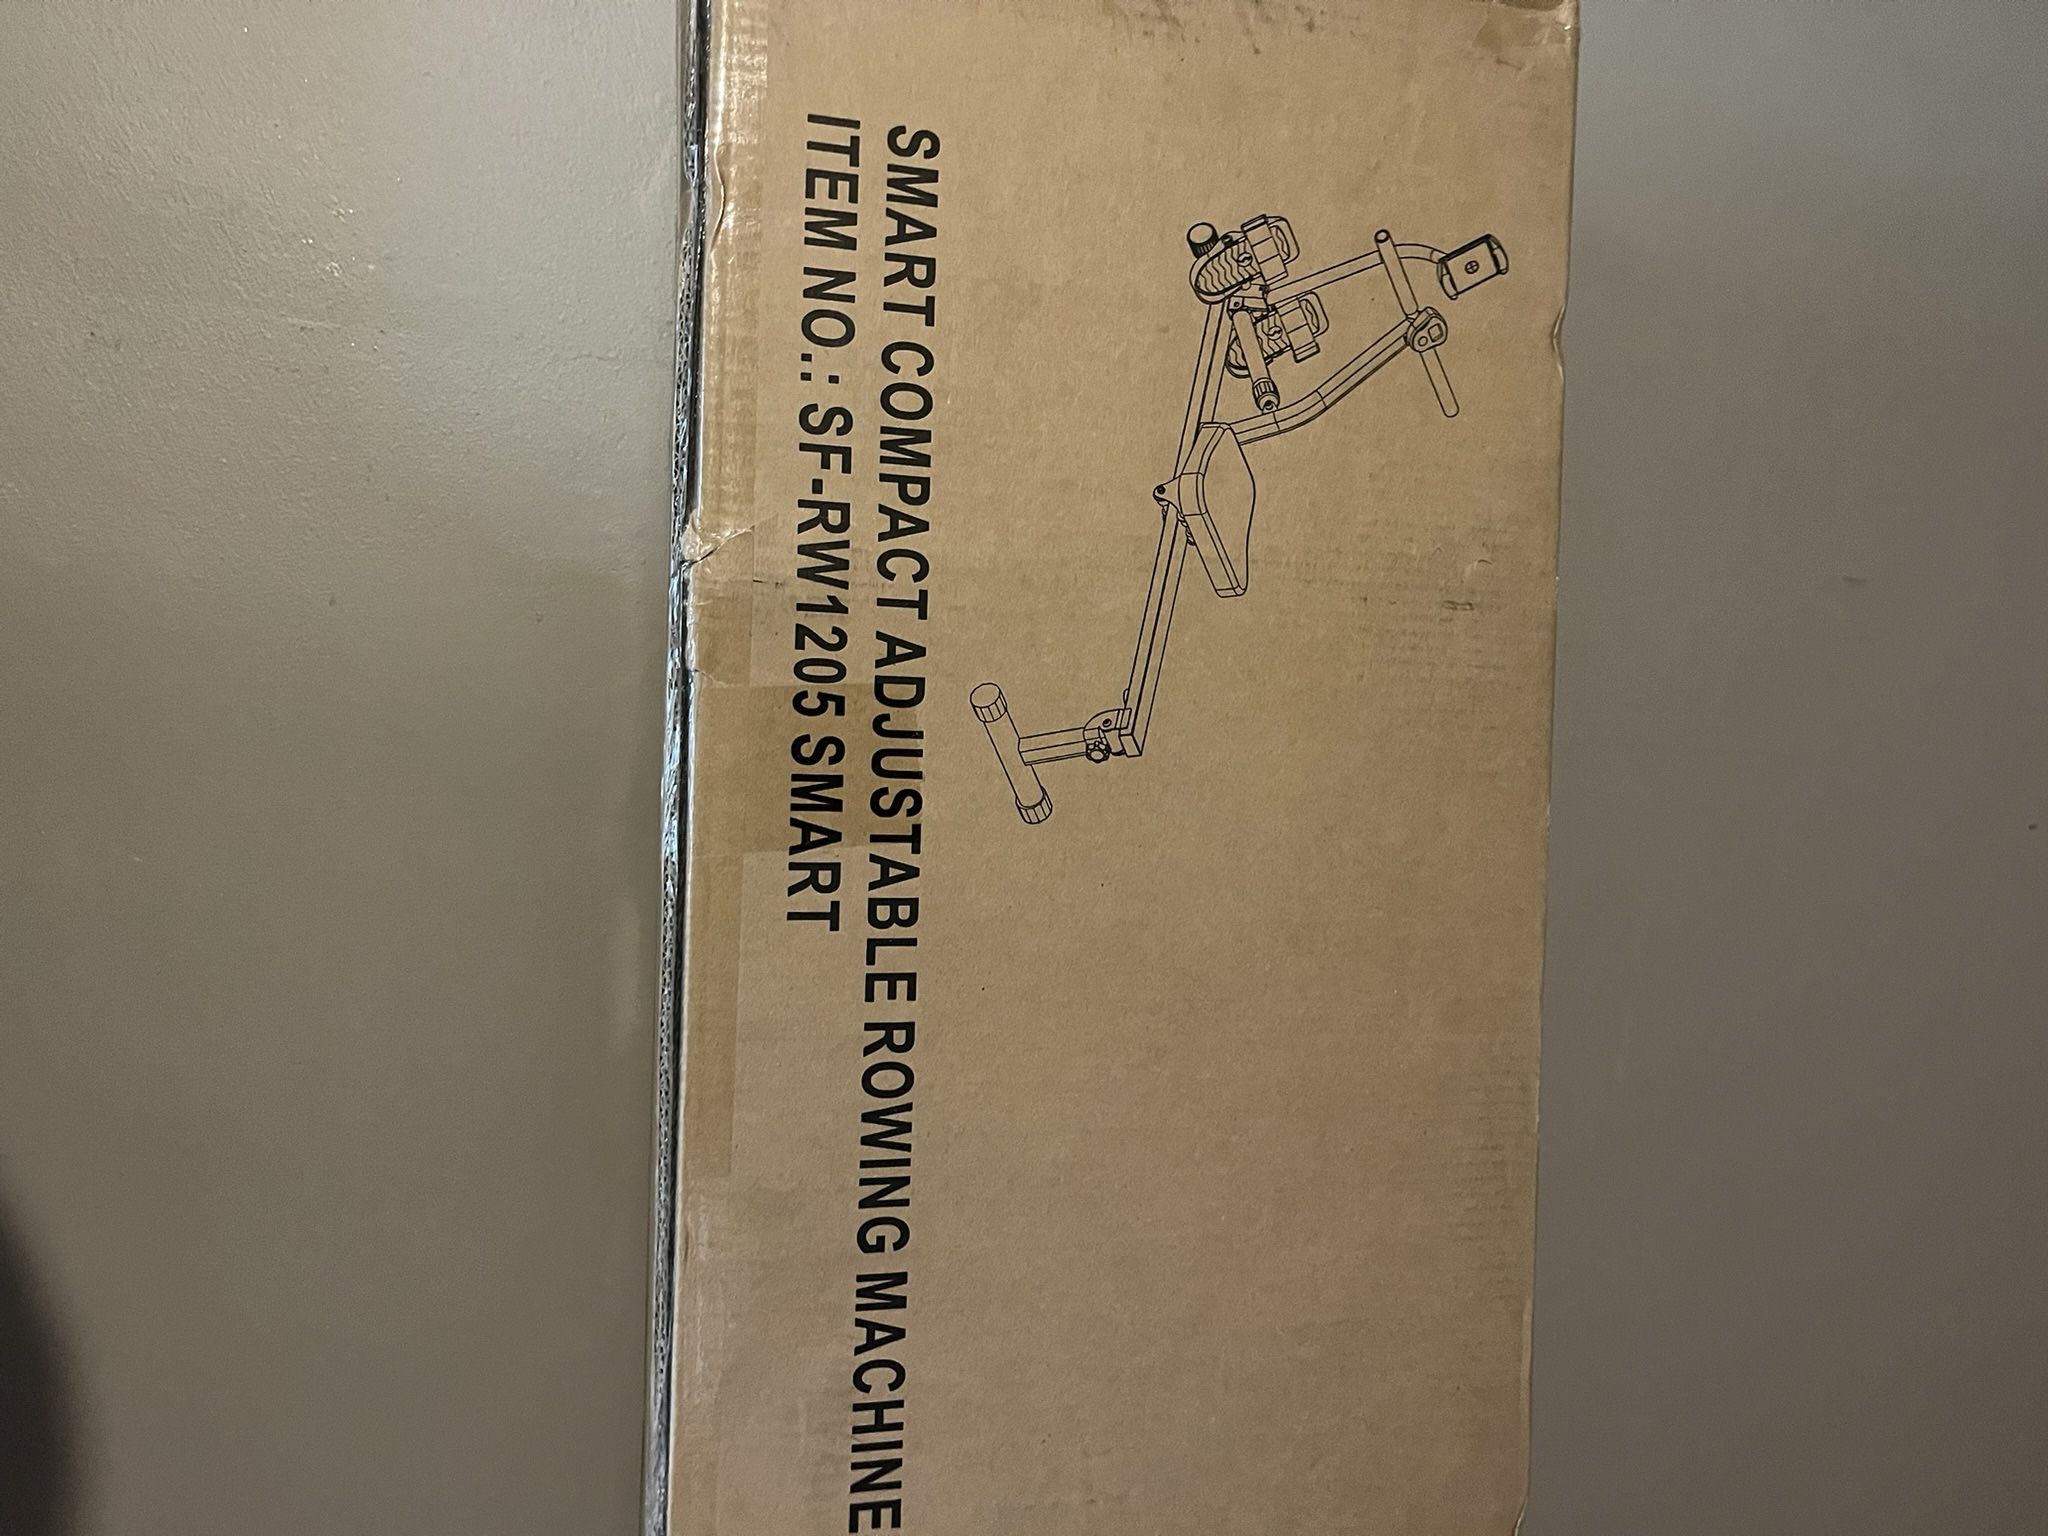 SMART COMPACT ADJUSTABLE ROWING MACHINE
ITEM NO.: SF-RW1205 SMART